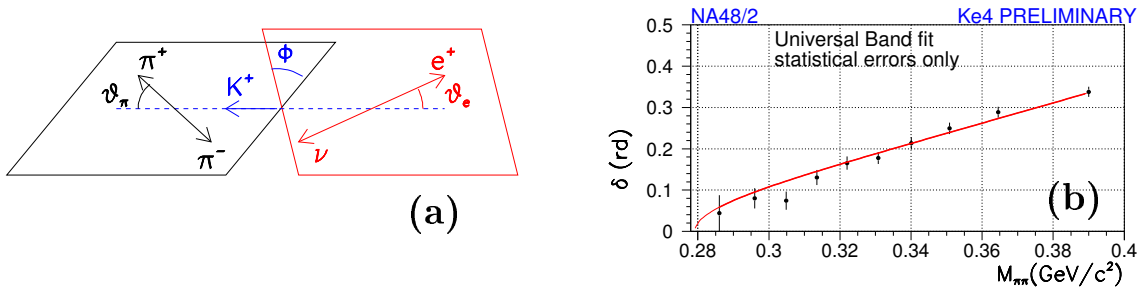 π+
ϑπ
K+
π-
ϕ
e+
ϑe
ν
(a)
NA48/2
Ke4 PRELIMINARY
Universal Band fit
statistical errors only
δ (rd)
0.5
0.4
0.3
0.2
0.1
0
(b)
0.28
0.3
0.32
0.34
0.36
0.38
0.4
Mππ(GeV/c²)